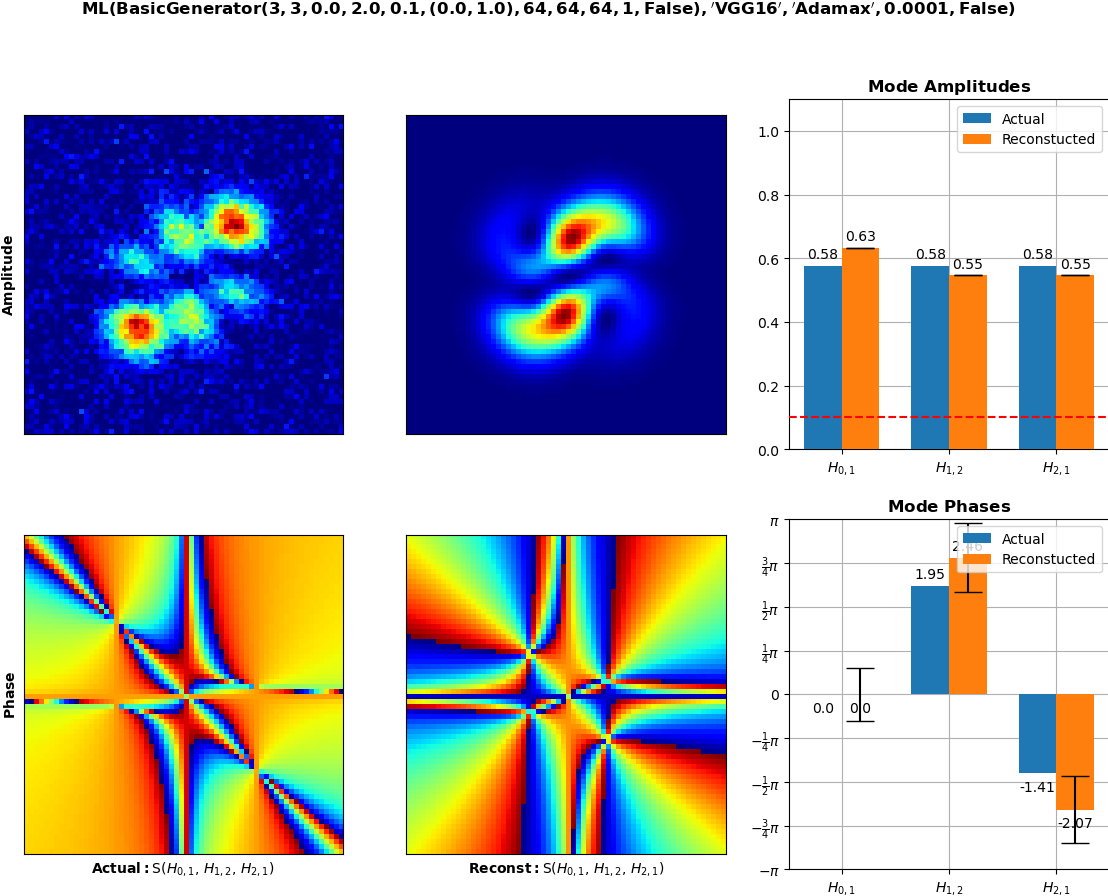 ML(BasicGenerator(3, 3, 0.0, 2.0, 0.1, (0.0, 1.0), 64, 64, 64, 1, False), 'VGG16', 'Adamax', 0.0001, False)
Amplitude
Mode Amplitudes
Actual
Reconstucted
1.0
0.8
0.6
0.4
0.2
0.0
0.58
0.63
0.58
0.55
0.58
0.55
H0,1
H1,2
H2,1
Phase
Actual: S(H0,1, H1,2, H2,1)
Reconst: S(H0,1, H1,2, H2,1)
Mode Phases
Actual
Reconstucted
π
3/4π
1/2π
1/4π
0
−1/4π
−1/2π
−3/4π
−π
0.0
0.0
1.95
2.46
-1.41
-2.07
H0,1
H1,2
H2,1